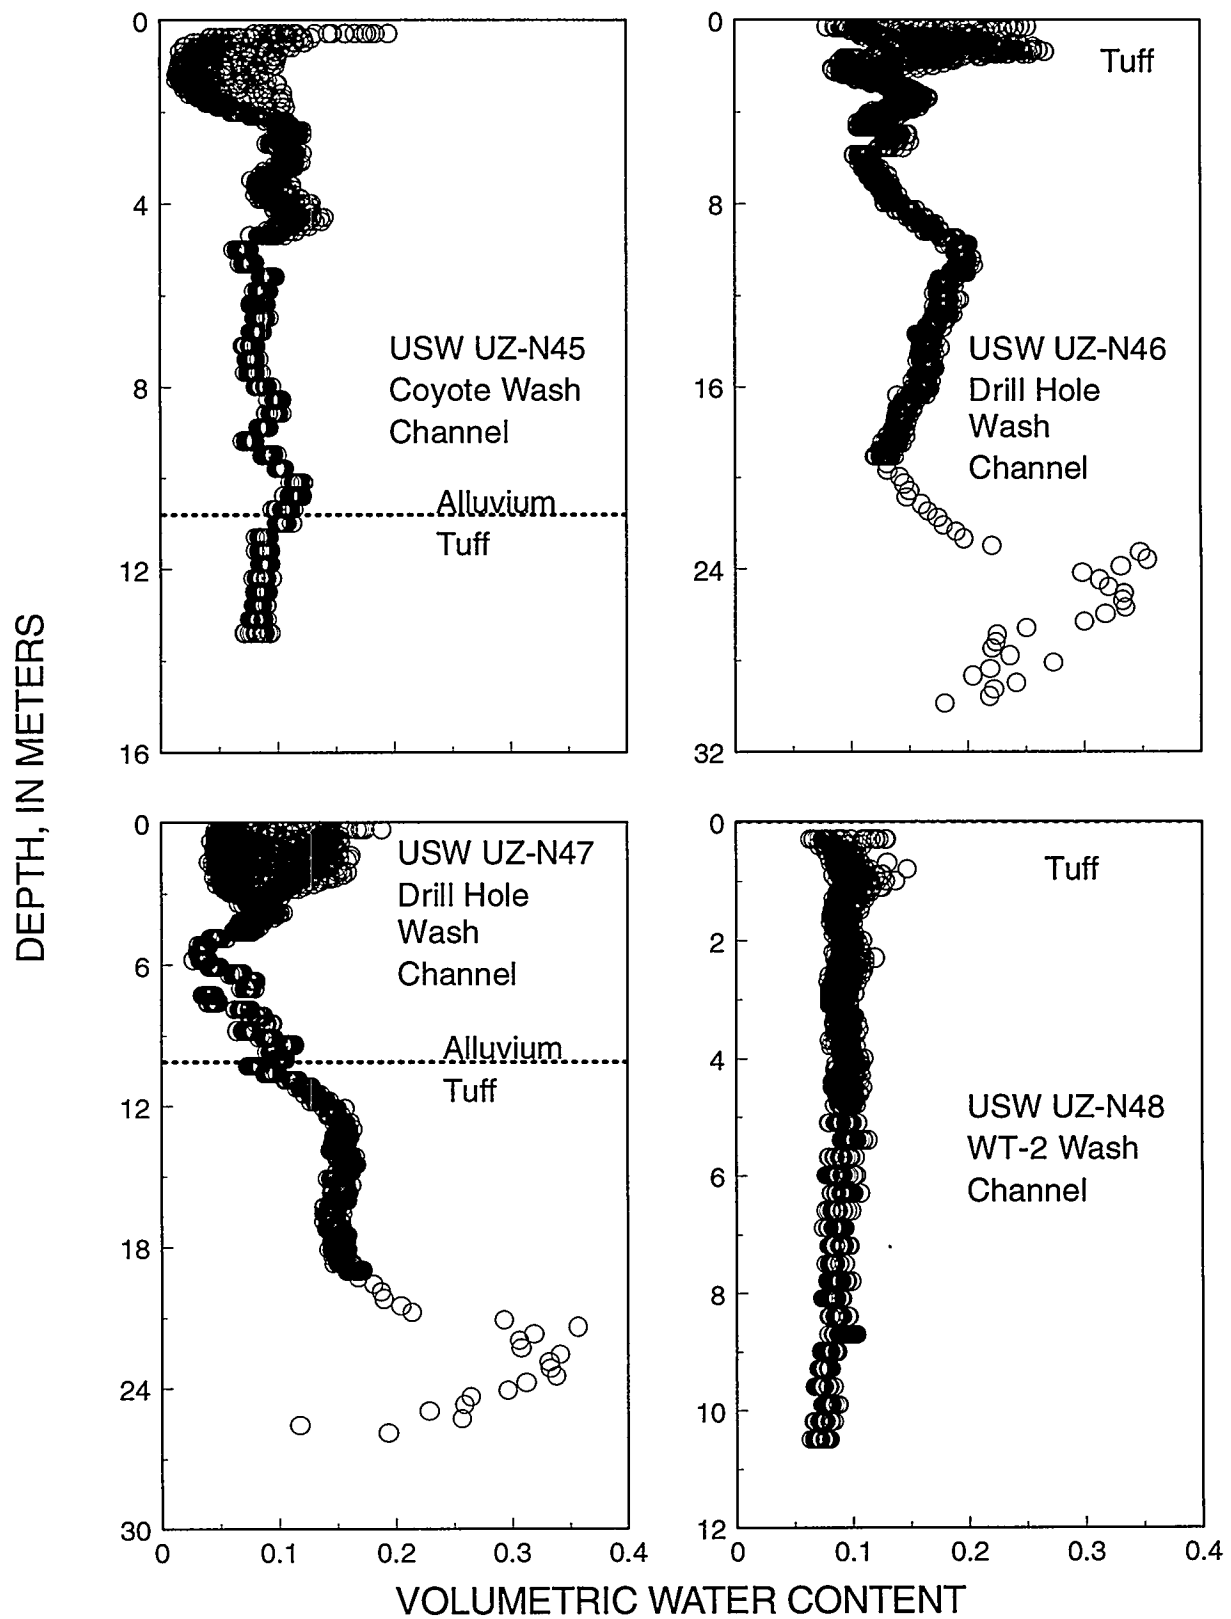 DEPTH, IN METERS
0
4
8
12
16
USW UZ-N45
Coyote Wash
Channel
Alluvium
Tuff
0
8
16
24
32
Tuff
USW UZ-N46
Drill Hole
Wash
Channel
0
6
12
18
24
30
USW UZ-N47
Drill Hole
Wash
Channel
Alluvium
Tuff
0 0.1 0.2 0.3 0.4
0
2
4
6
8
10
12
Tuff
USW UZ-N48
WT-2 Wash
Channel
0 0.1 0.2 0.3 0.4
VOLUMETRIC WATER CONTENT